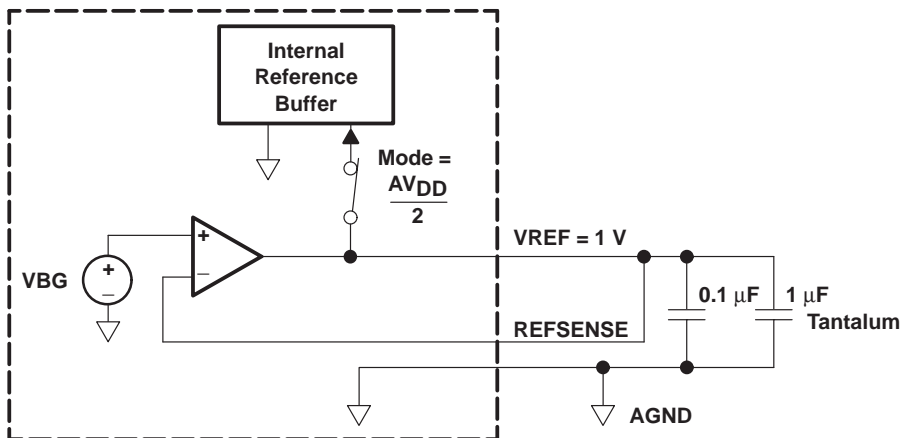 Internal
Reference
Buffer
Mode =
AVDD
2
+
−
VBG
+
−
VREF = 1 V
REFSENSE
0.1 μF
1 μF
Tantalum
AGND